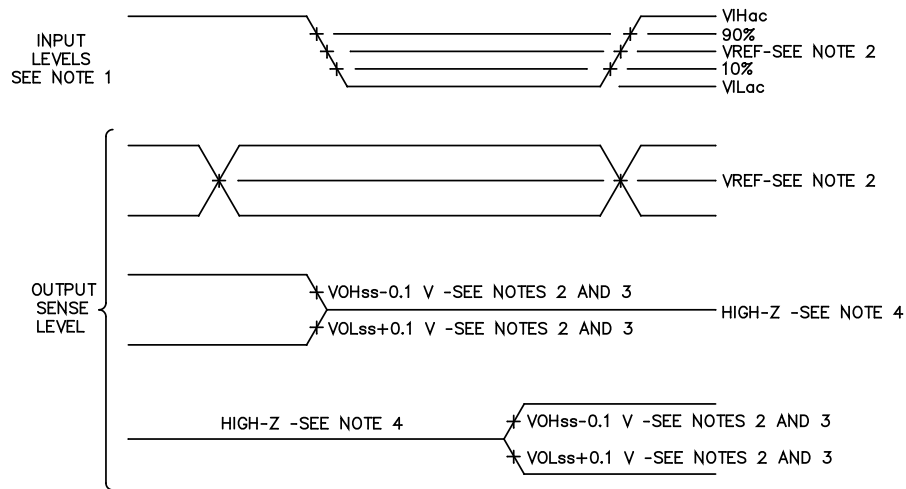 INPUT
LEVELS
SEE NOTE 1
VIHac
90%
VREF-SEE NOTE 2
10%
VILac
VREF-SEE NOTE 2
OUTPUT
SENSE
LEVEL
VOHss-0.1 V -SEE NOTES 2 AND 3
HIGH-Z -SEE NOTE 4
VOLss+0.1 V -SEE NOTES 2 AND 3
HIGH-Z -SEE NOTE 4
VOHss-0.1 V -SEE NOTES 2 AND 3
VOLss+0.1 V -SEE NOTES 2 AND 3